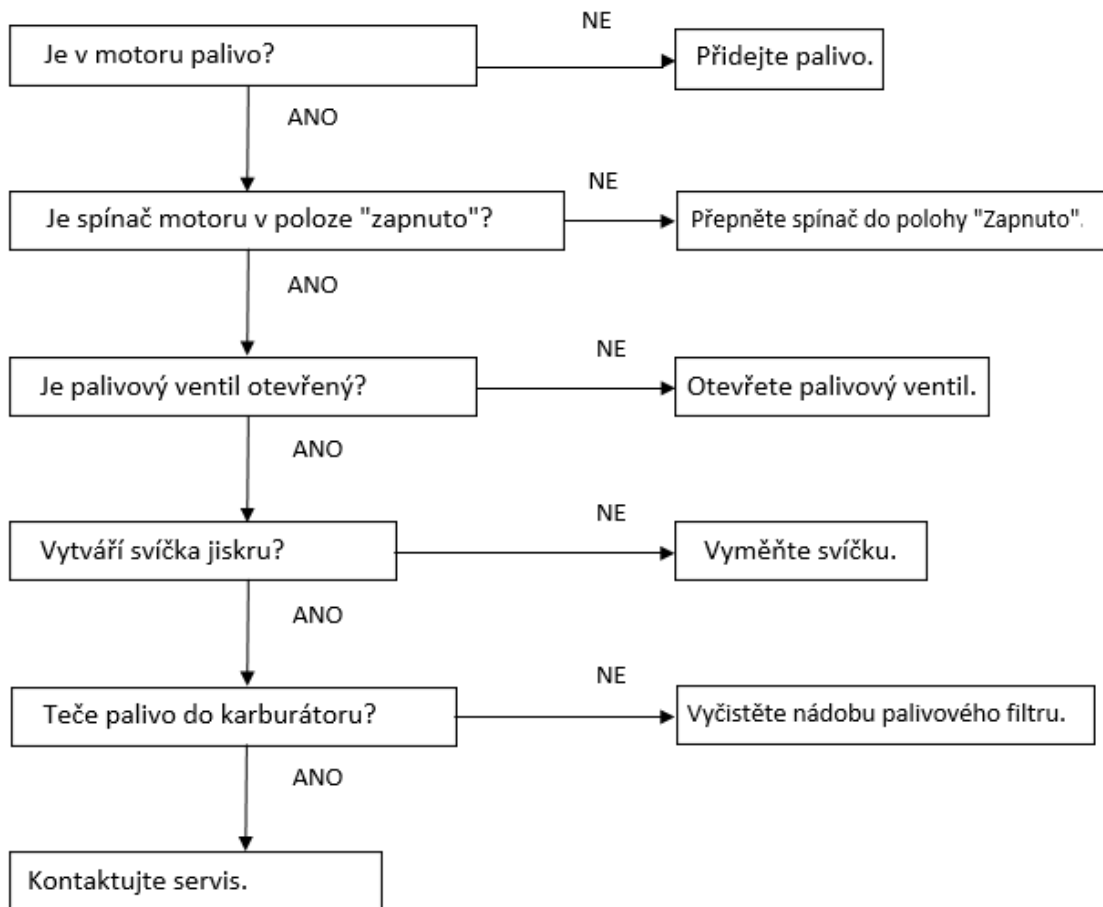 NE
Je v motoru palivo?
Přidejte palivo.
ANO
NE
Je spínač motoru v poloze "zapnuto"?
Přepněte spínač do polohy "Zapnuto".
ANO
NE
Je palivový ventil otevřený?
Otevřete palivový ventil.
ANO
NE
Vytváří svíčka jiskru?
Vyměňte svíčku.
ANO
NE
Teče palivo do karburátoru?
Vyčistěte nádobu palivového filtru.
ANO
Kontaktujte servis.